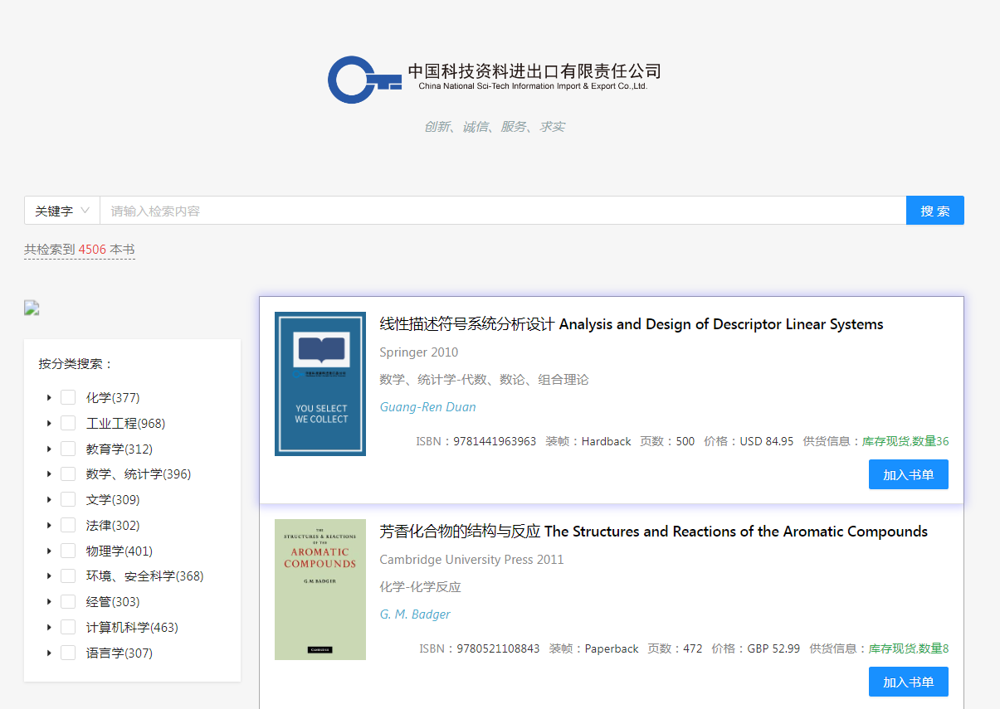 中国科技资料进出口有限责任公司
China National Sci-Tech Information Import & Export Co.,Ltd.
创新、诚信、服务、求实
关键字
请输入检索内容
搜 索
共检索到 4506 本书
按分类搜索：
化学(377)
工业工程(968)
教育学(312)
数学、统计学(396)
文学(309)
法律(302)
物理学(401)
环境、安全科学(368)
经管(303)
计算机科学(463)
语言学(307)
YOU SELECT
WE COLLECT
线性描述符号系统分析设计 Analysis and Design of Descriptor Linear Systems
Springer 2010
数学、统计学-代数、数论、组合理论
Guang-Ren Duan
ISBN：9781441963963 装帧：Hardback 页数：500 价格：USD 84.95 供货信息：库存现货,数量36
加入书单
THE
STRUCTURES & REACTIONS
OF THE
AROMATIC
COMPOUNDS
G.M.BADGER
CAMBRIDGE
芳香化合物的结构与反应 The Structures and Reactions of the Aromatic Compounds
Cambridge University Press 2011
化学-化学反应
G. M. Badger
ISBN：9780521108843 装帧：Paperback 页数：472 价格：GBP 52.99 供货信息：库存现货,数量8
加入书单